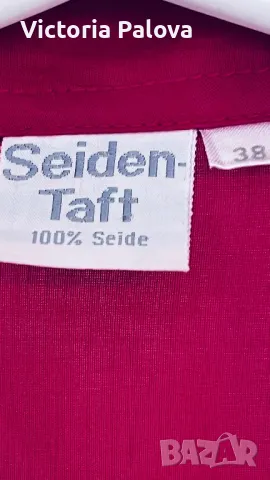 Victoria Palova
Seiden-
Taft
100% Seide
38
BAZAR